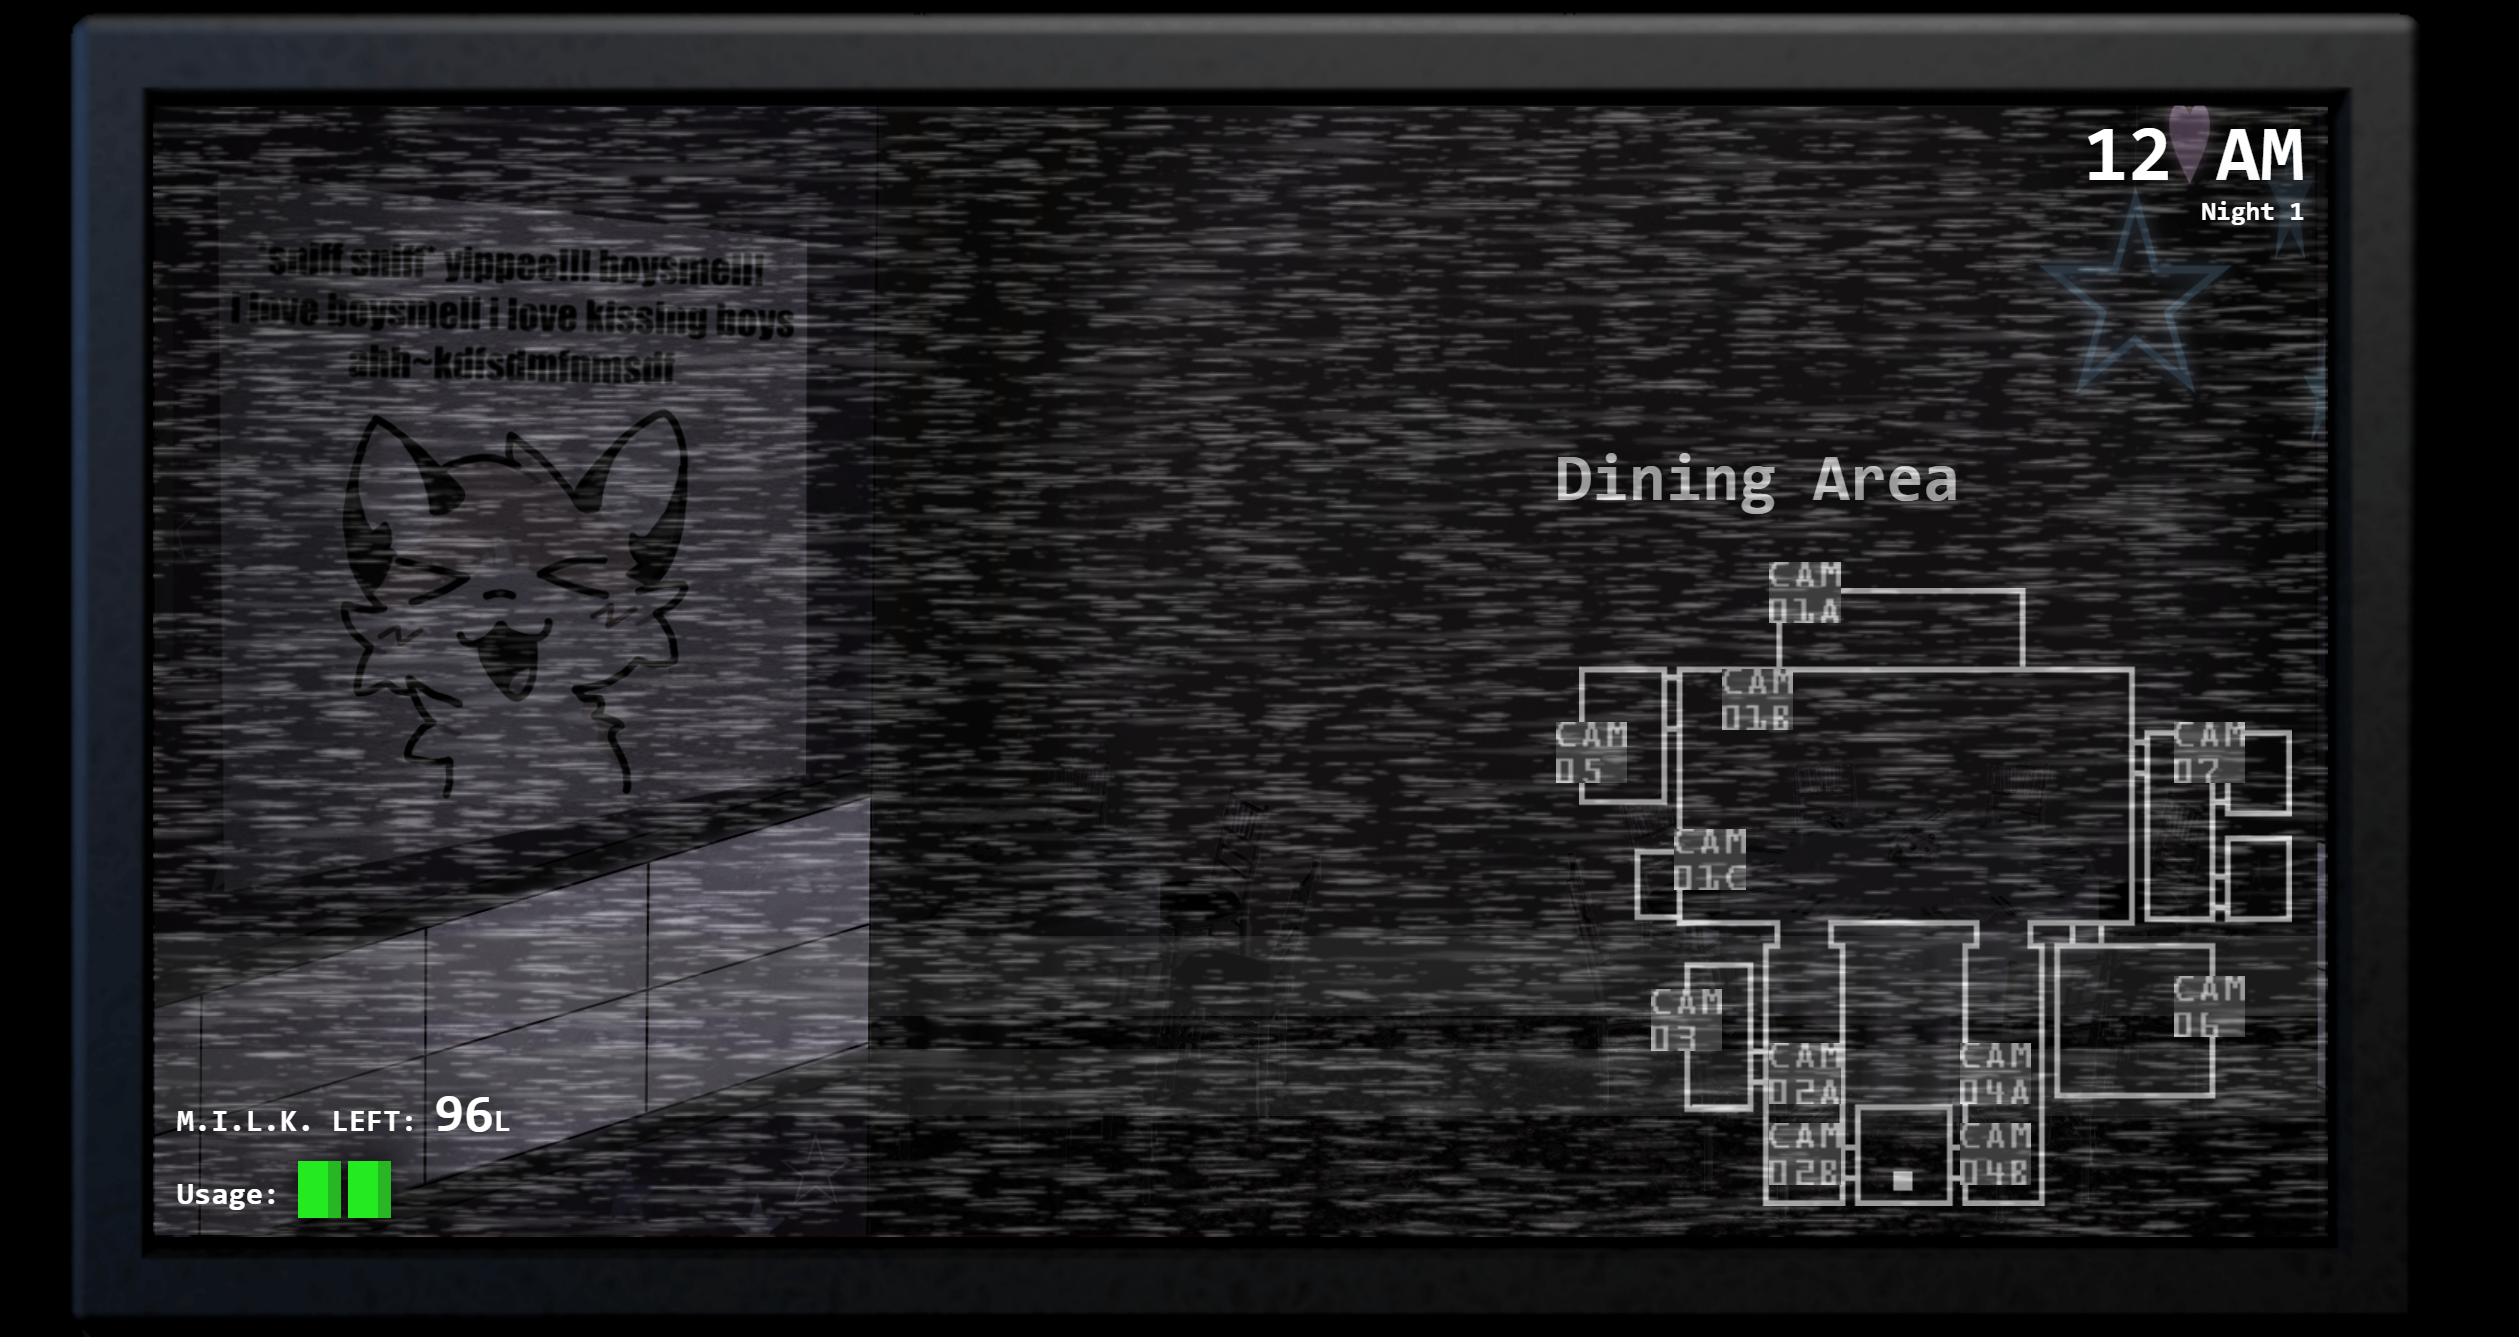 12 AM
Night 1
*sniff sniff* yippee!!! boysmell!
i love boysmell i love kissing boys
ahh~kdfsdmfnmsdf
Dining Area
CAM 01A
CAM 01B
CAM 05
CAM 07
CAM 01C
CAM 03
CAM 06
CAM 02A
CAM 04A
CAM 02B
CAM 04B
M.I.L.K. LEFT: 96L
Usage: